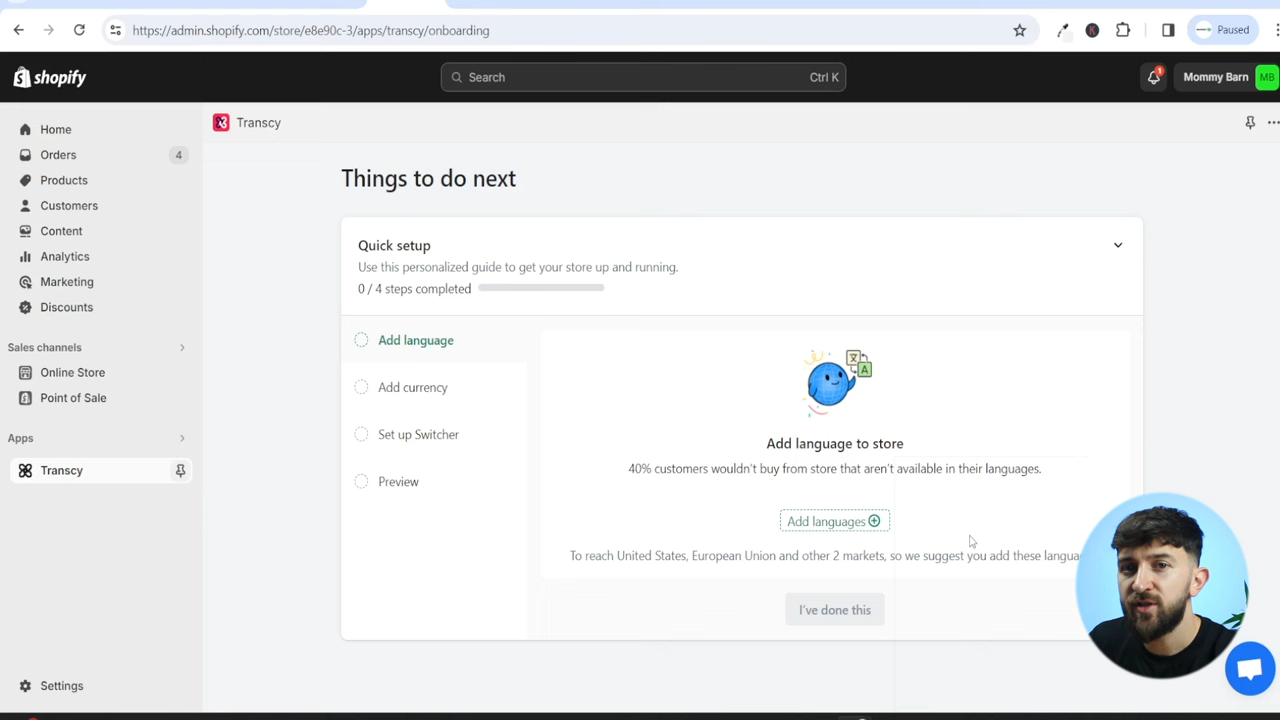 https://admin.shopify.com/store/e8e90c-3/apps/transcy/onboarding
Paused
shopify
Search
Ctrl K
1
Mommy Barn
MB
Home
Orders
4
Products
Customers
Content
Analytics
Marketing
Discounts
Sales channels
Online Store
Point of Sale
Apps
Transcy
Settings
Transcy
Things to do next
Quick setup
Use this personalized guide to get your store up and running.
0 / 4 steps completed
Add language
Add currency
Set up Switcher
Preview
A
Add language to store
40% customers wouldn't buy from store that aren't available in their languages.
Add languages
To reach United States, European Union and other 2 markets, so we suggest you add these langua
I've done this